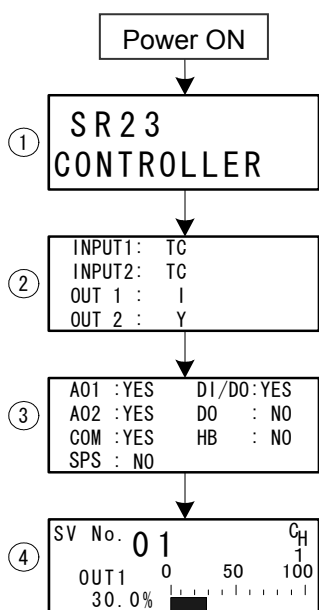 Power ON
① SR23
CONTROLLER
② INPUT1: TC
INPUT2: TC
OUT 1 : I
OUT 2 : Y
③ AO1 :YES DI/DO:YES
AO2 :YES DO : NO
COM :YES HB : NO
SPS : NO
④ SV No. 01 CH
1
OUT1 0 50 100
30.0%